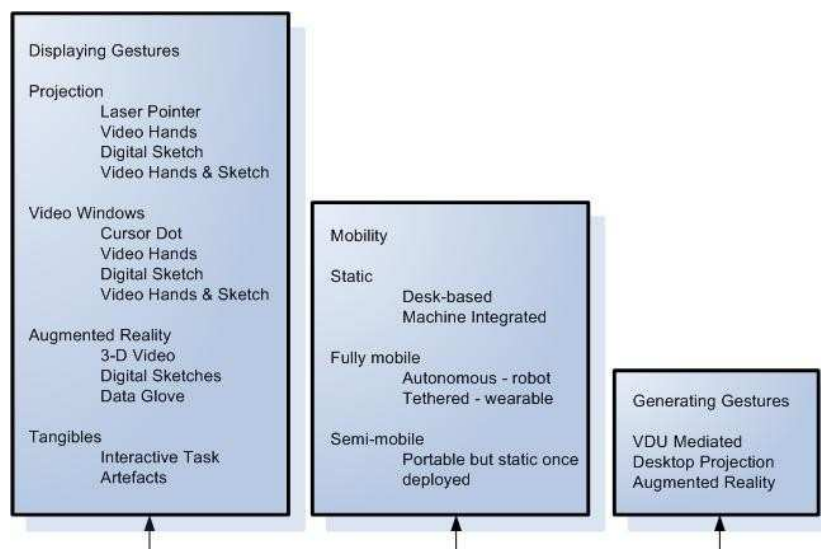 Displaying Gestures
Projection
Laser Pointer
Video Hands
Digital Sketch
Video Hands & Sketch
Video Windows
Cursor Dot
Video Hands
Digital Sketch
Video Hands & Sketch
Augmented Reality
3-D Video
Digital Sketches
Data Glove
Tangibles
Interactive Task
Artefacts
Mobility
Static
Desk-based
Machine Integrated
Fully mobile
Autonomous - robot
Tethered - wearable
Semi-mobile
Portable but static once
deployed
Generating Gestures
VDU Mediated
Desktop Projection
Augmented Reality